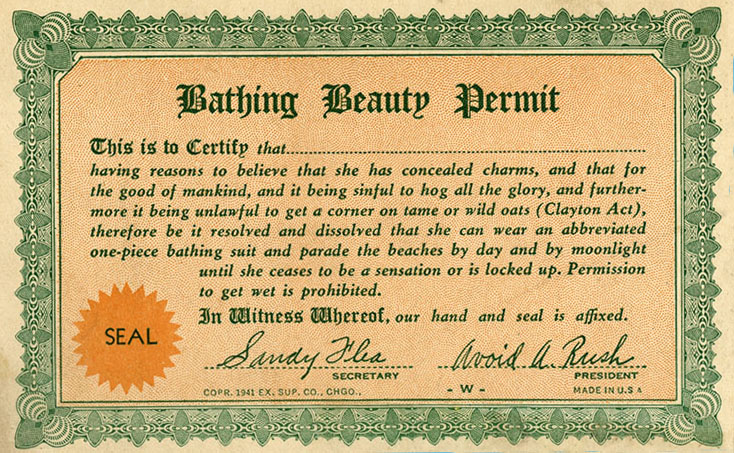 Bathing Beauty Permit
This is to Certify that
having reasons to believe that she has concealed charms, and that for
the good of mankind, and it being sinful to hog all the glory, and further-
more it being unlawful to get a corner on tame or wild oats (Clayton Act),
therefore be it resolved and dissolved that she can wear an abbreviated
one-piece bathing suit and parade the beaches by day and by moonlight
until she ceases to be a sensation or is locked up. Permission
to get wet is prohibited.
In Witness Whereof, our hand and seal is affixed.
SEAL
Sandy Flea Avoid A. Rush
SECRETARY PRESIDENT
COPR. 1941 EX. SUP. CO., CHGO., - W - MADE IN U.S A